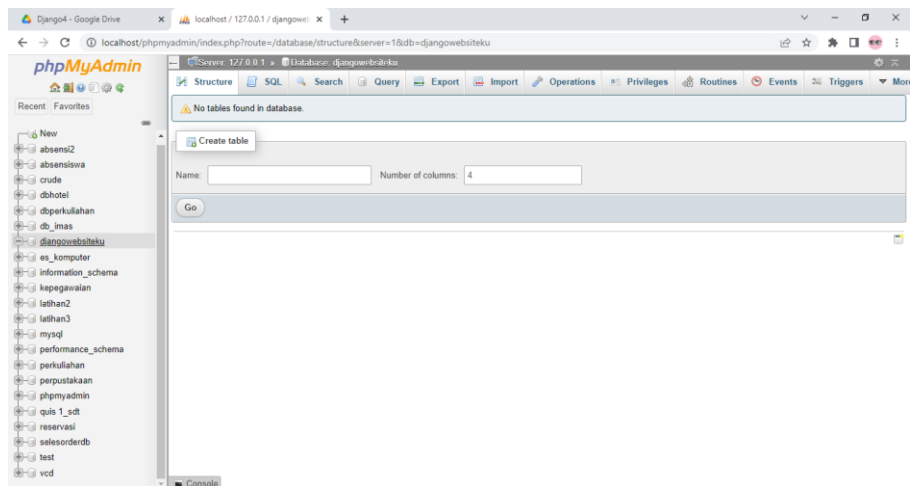 Django4 - Google Drive
localhost / 127.0.0.1 / djangowel
localhost/phpmyadmin/index.php?route=/database/structure&server=1&db=djangowebsiteku
phpMyAdmin
Recent Favorites
New
absensi2
absensiswa
crude
dbhotel
dbperkuliahan
db_imas
djangowebsiteku
es_komputer
information_schema
kepegawaian
latihan2
latihan3
mysql
performance_schema
perkuliahan
perpustakaan
phpmyadmin
quis 1_sdt
reservasi
selesorderdb
test
vcd
Server: 127.0.0.1 » Database: djangowebsiteku
Structure SQL Search Query Export Import Operations Privileges Routines Events Triggers More
No tables found in database.
Create table
Name: Number of columns: 4
Go
Console